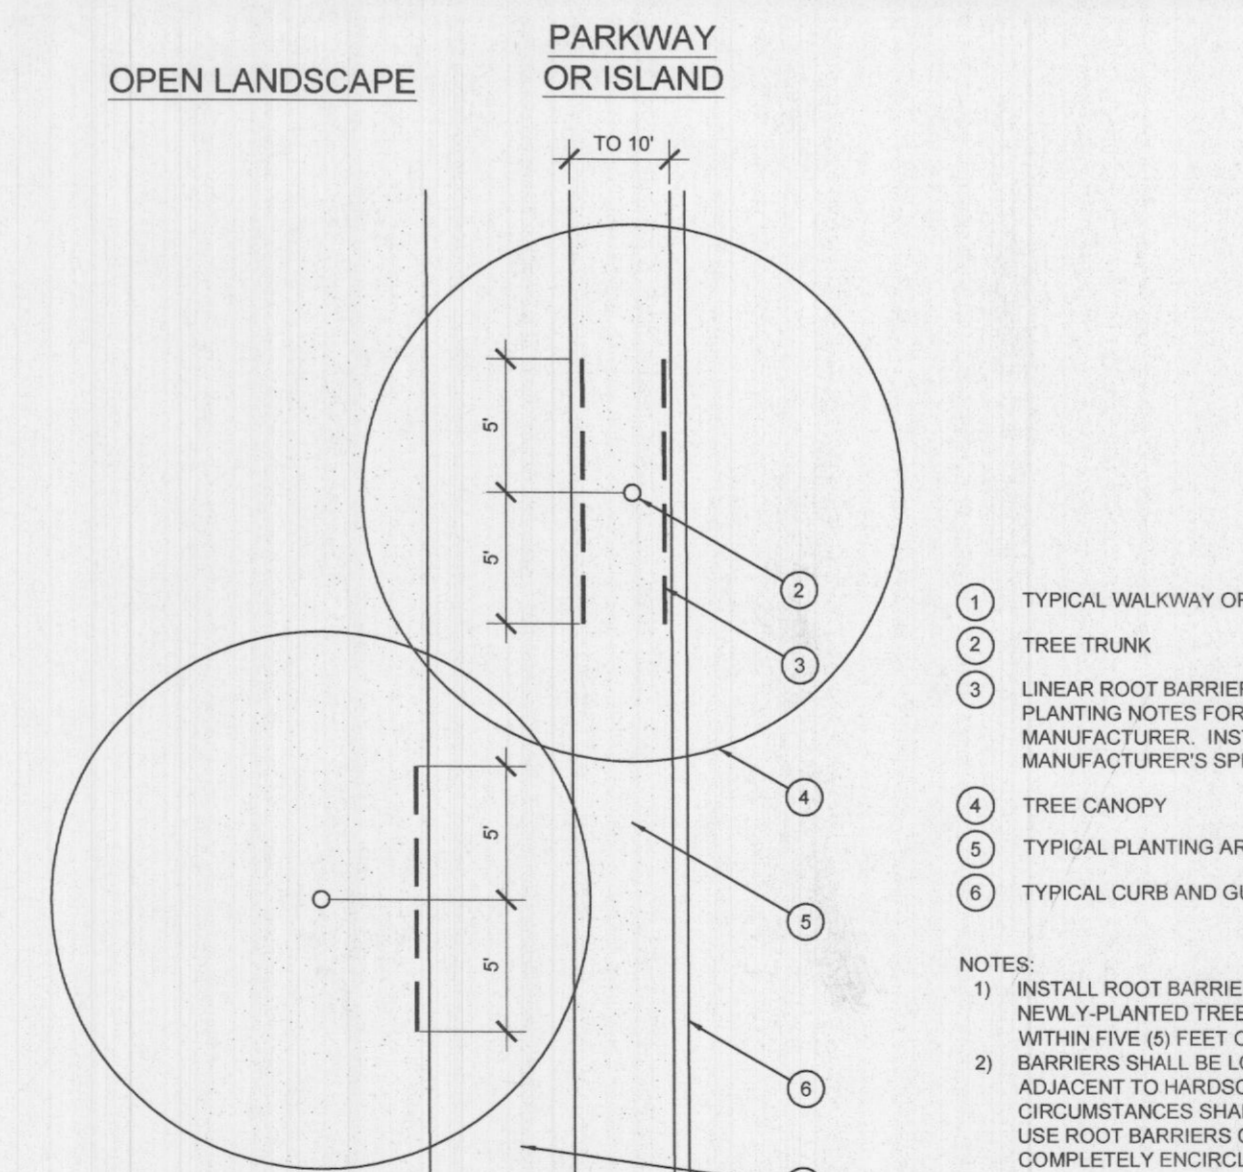 OPEN LANDSCAPE
PARKWAY
OR ISLAND
TO 10'
5'
5'
2
3
4
5'
5
5'
6
1 TYPICAL WALKWAY OR
2 TREE TRUNK
3 LINEAR ROOT BARRIER
PLANTING NOTES FOR
MANUFACTURER. INS
MANUFACTURER'S SP
4 TREE CANOPY
5 TYPICAL PLANTING AR
6 TYPICAL CURB AND GU
NOTES:
1) INSTALL ROOT BARRIE
NEWLY-PLANTED TREE
WITHIN FIVE (5) FEET O
2) BARRIERS SHALL BE LO
ADJACENT TO HARDSC
CIRCUMSTANCES SHA
USE ROOT BARRIERS O
COMPLETELY ENCIRCL